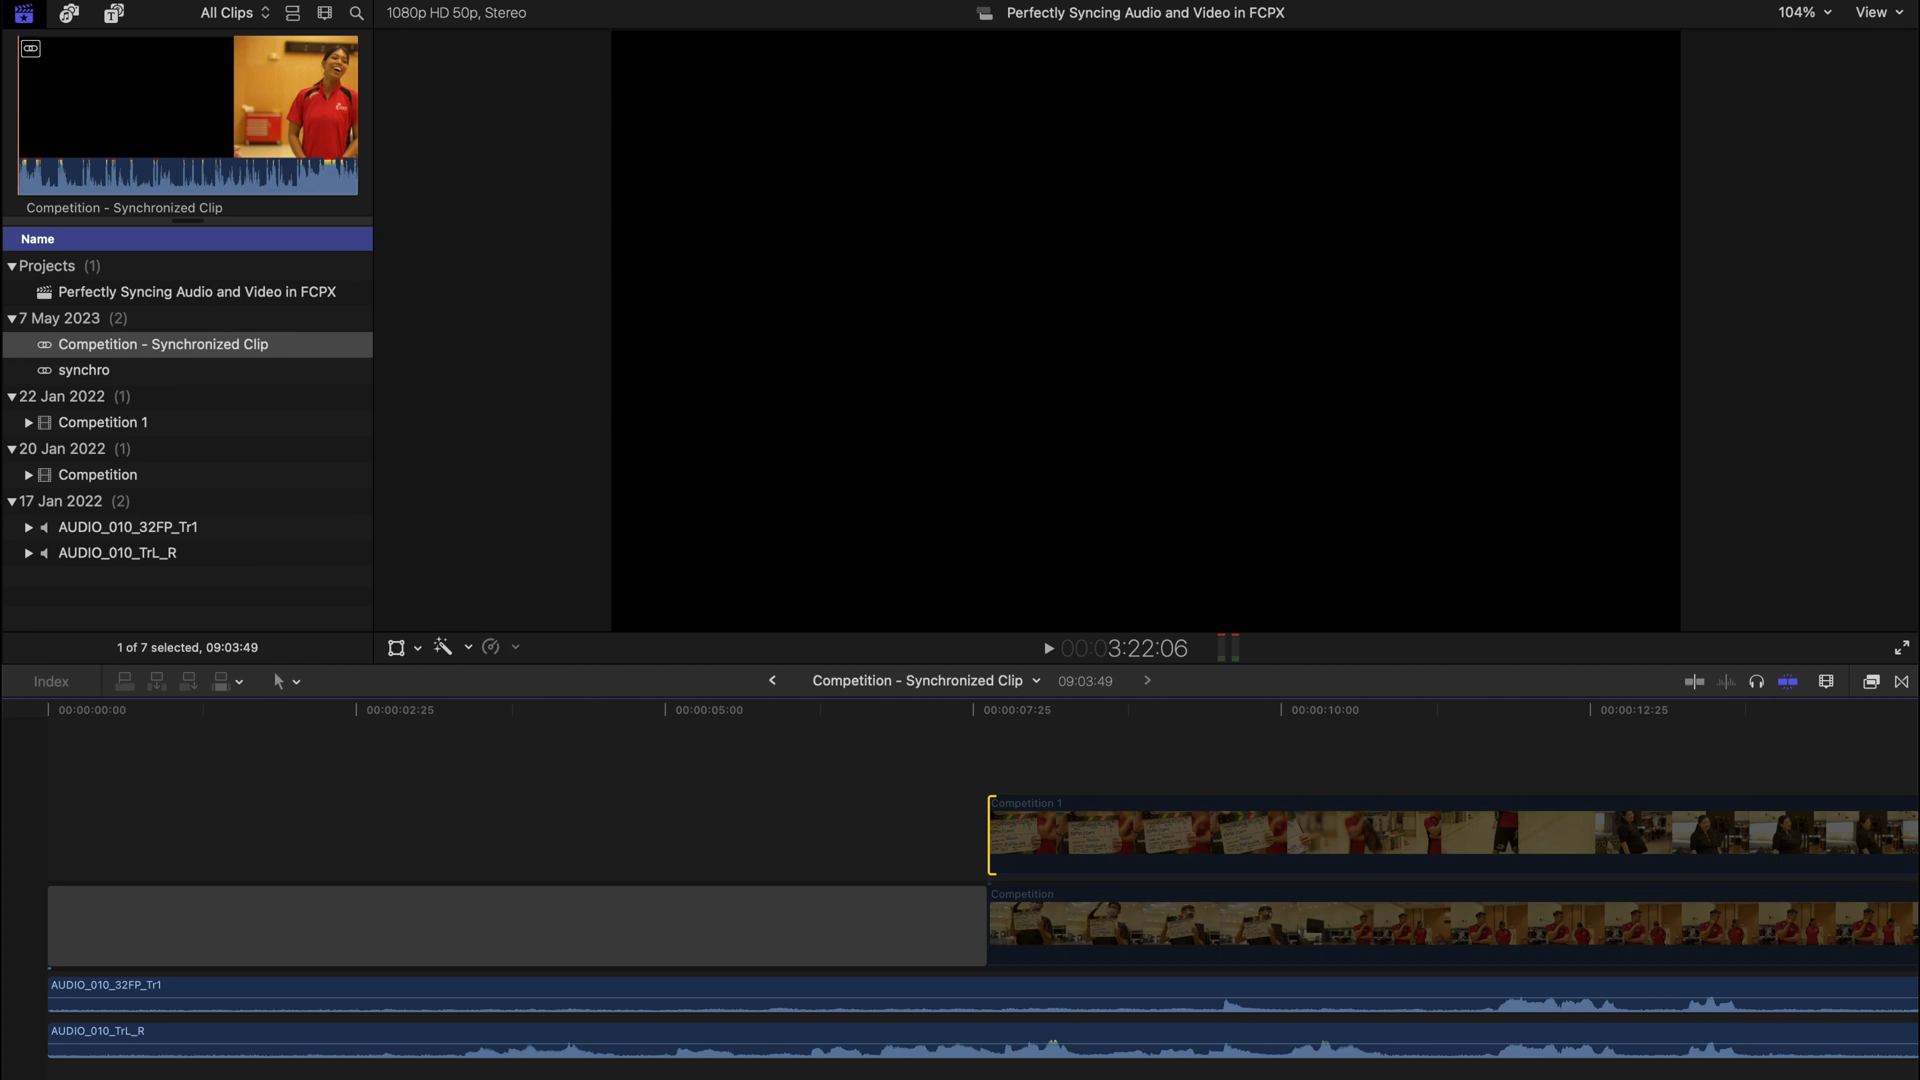 All Clips
1080p HD 50p, Stereo
Perfectly Syncing Audio and Video in FCPX
104%
View
Competition - Synchronized Clip
Name
Projects (1)
Perfectly Syncing Audio and Video in FCPX
7 May 2023 (2)
Competition - Synchronized Clip
synchro
22 Jan 2022 (1)
Competition 1
20 Jan 2022 (1)
Competition
17 Jan 2022 (2)
AUDIO_010_32FP_Tr1
AUDIO_010_TrL_R
1 of 7 selected, 09:03:49
00:03:22:06
Index
Competition - Synchronized Clip
09:03:49
00:00:00:00
00:00:02:25
00:00:05:00
00:00:07:25
00:00:10:00
00:00:12:25
Competition 1
Competition
AUDIO_010_32FP_Tr1
AUDIO_010_TrL_R